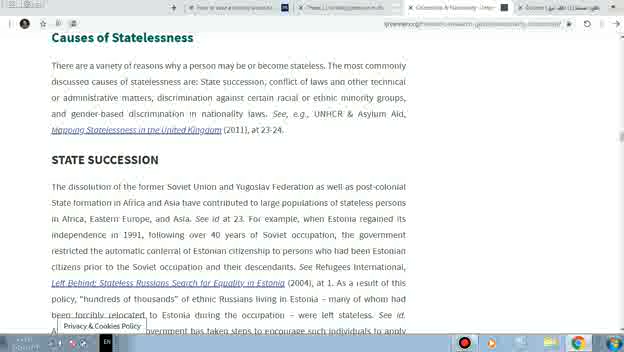 Causes of Statelessness
There are a variety of reasons why a person may be or become stateless. The most commonly
discussed causes of statelessness are: State succession, conflict of laws and other technical
or administrative matters, discrimination against certain racial or ethnic minority groups,
and gender-based discrimination in nationality laws. See, e.g., UNHCR & Asylum Aid,
Mapping Statelessness in the United Kingdom (2011), at 23-24.
STATE SUCCESSION
The dissolution of the former Soviet Union and Yugoslav Federation as well as post-colonial
State formation in Africa and Asia have contributed to large populations of stateless persons
in Africa, Eastern Europe, and Asia. See id at 23. For example, when Estonia regained its
independence in 1991, following over 40 years of Soviet occupation, the government
restricted the automatic conferral of Estonian citizenship to persons who had been Estonian
citizens prior to the Soviet occupation and their descendants. See Refugees International,
Left Behind: Stateless Russians Search for Equality in Estonia (2004), at 1. As a result of this
policy, "hundreds of thousands" of ethnic Russians living in Estonia – many of whom had
been forcibly relocated to Estonia during the occupation – were left stateless. See id.
Privacy & Cookies Policy
government has taken steps to encourage such individuals to apply
EN